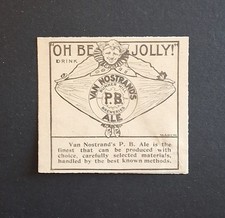 OH BE JOLLY!
DRINK
VAN NOSTRAND'S
P.B.
ALE
Van Nostrand's P. B. Ale is the
finest that can be produced with
choice, carefully selected materials,
handled by the best known methods.